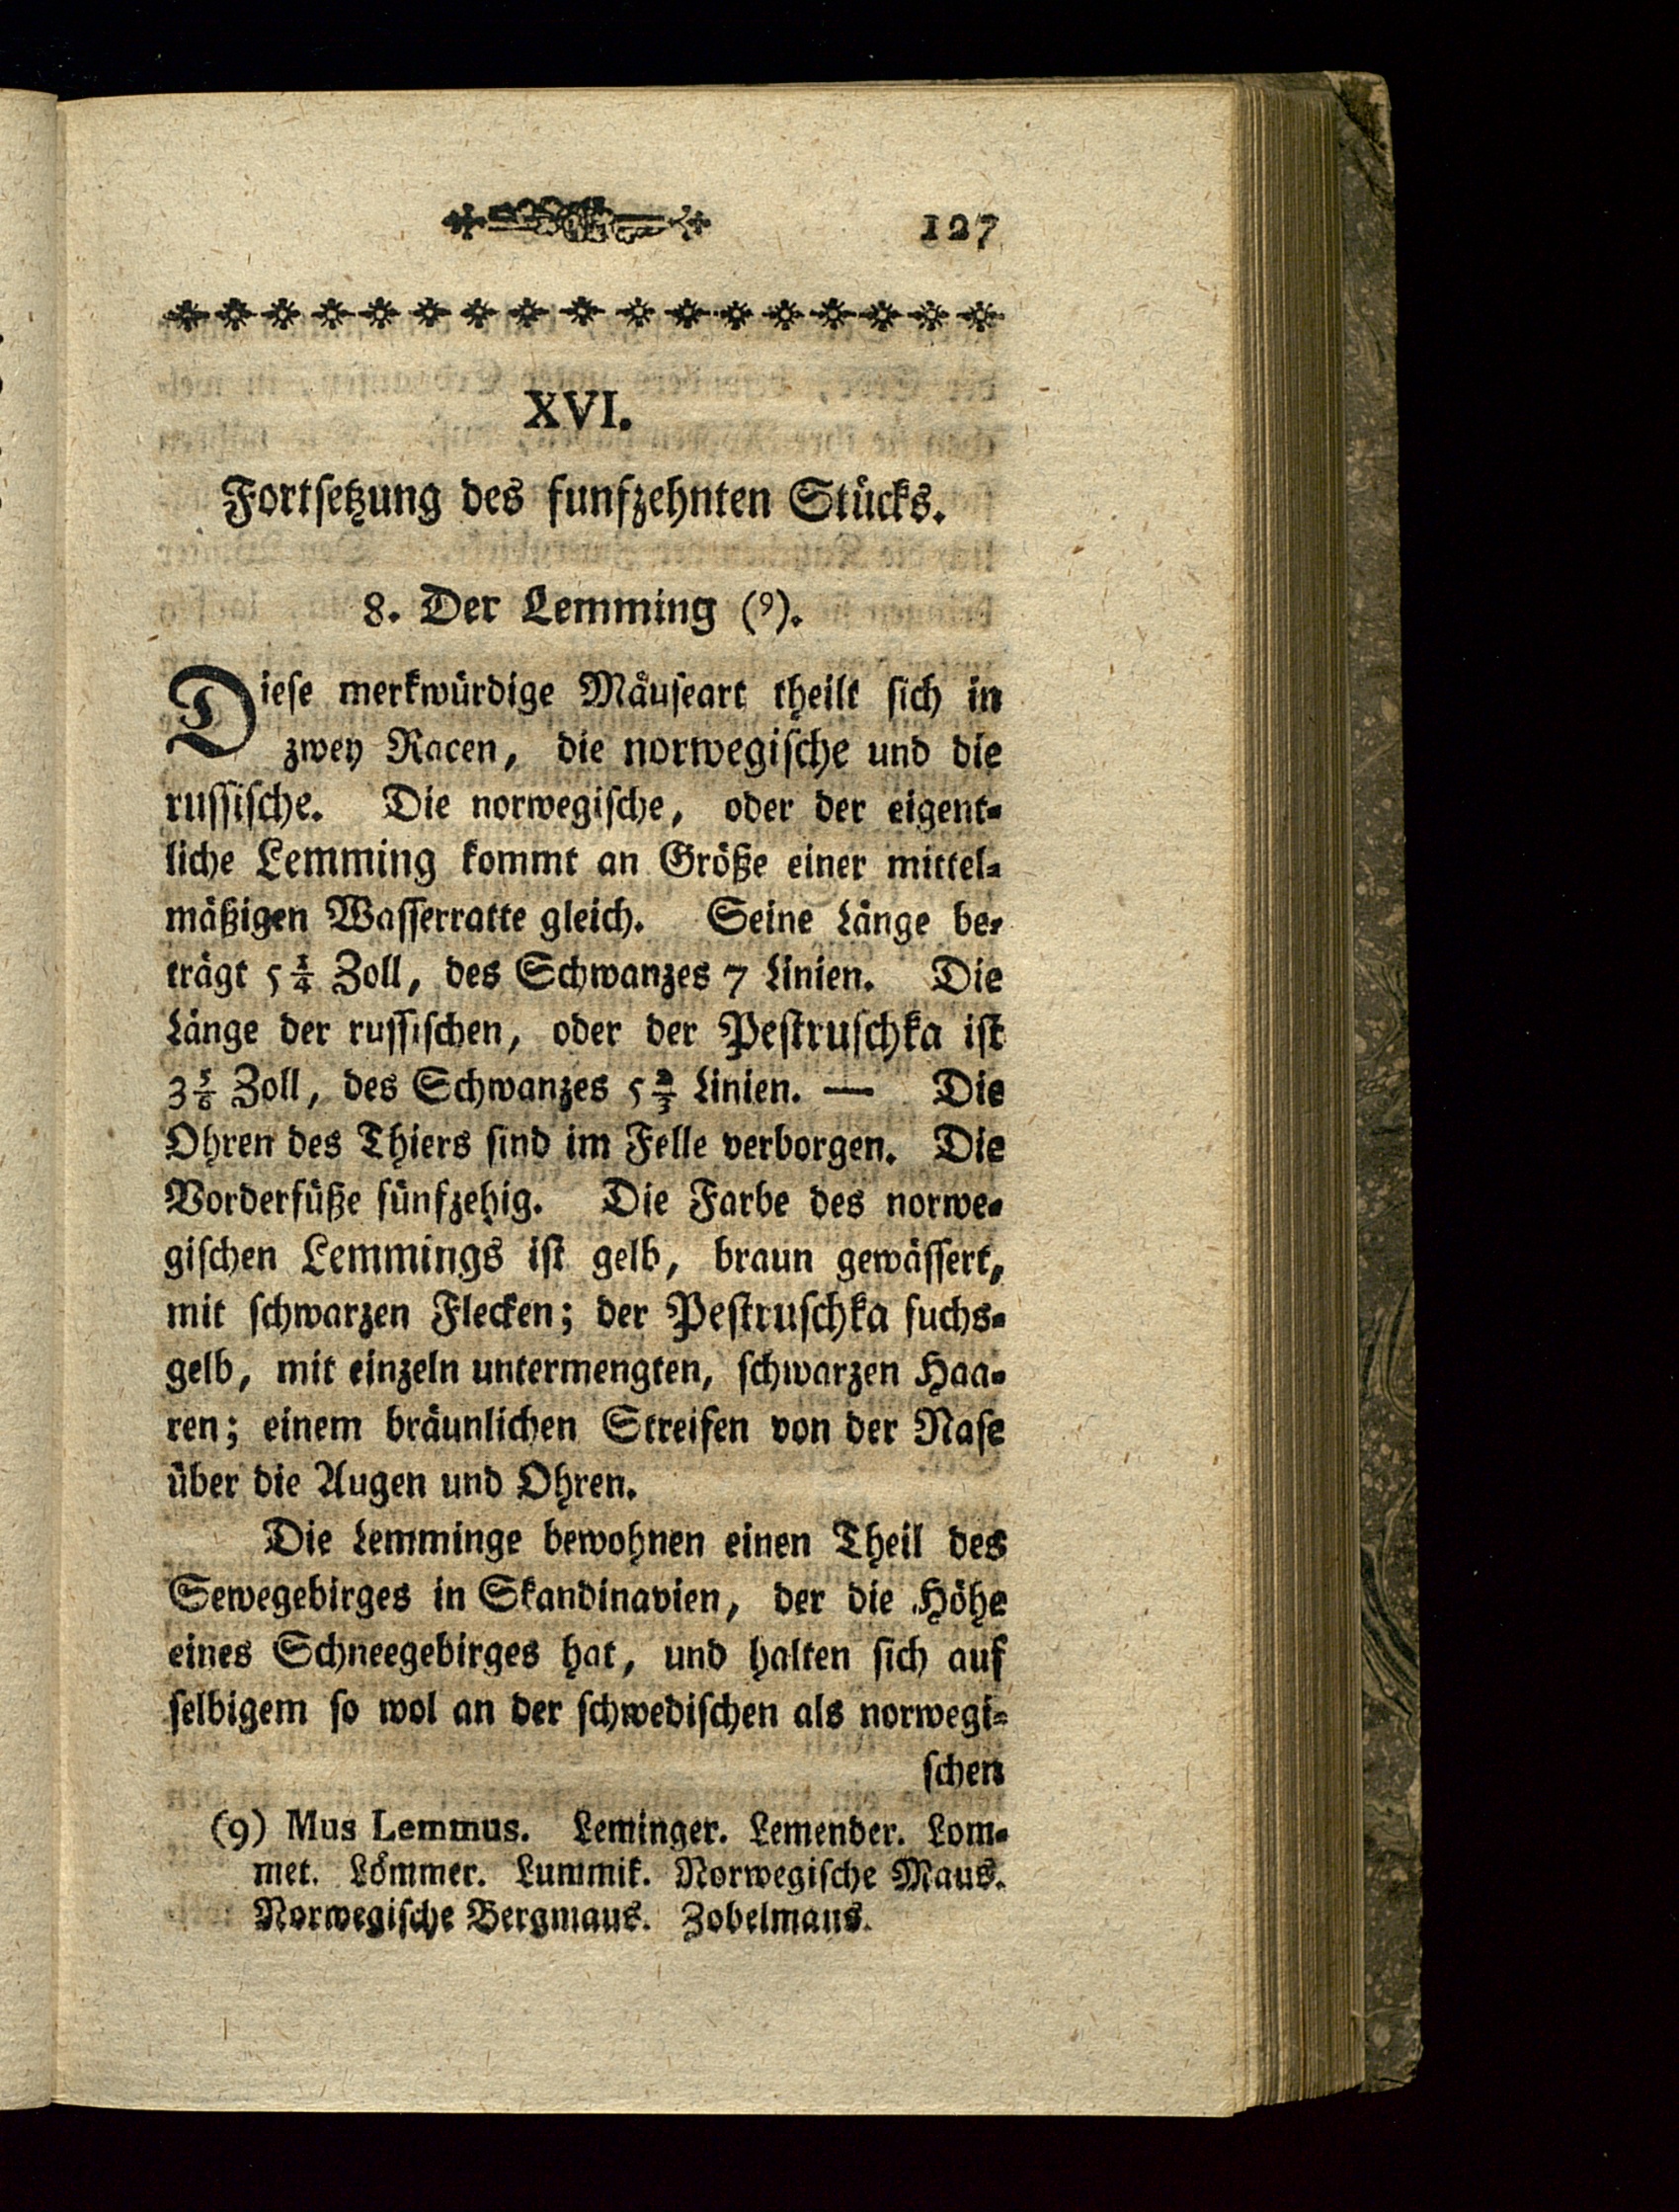 127
XVI.
Fortsetzung des funfzehnten Stücks.
8. Der Lemming (9).
Diese merkwürdige Mäuseart theilt sich in
zwey Racen, die norwegische und die
russische. Die norwegische, oder der eigent-
liche Lemming kommt an Größe einer mittel-
mäßigen Wasserratte gleich. Seine Länge be-
trägt 5 1/4 Zoll, des Schwanzes 7 Linien. Die
Länge der russischen, oder der Pestruschka ist
3 5/6 Zoll, des Schwanzes 5 2/3 Linien. — Die
Ohren des Thiers sind im Felle verborgen. Die
Vorderfüße fünfzehig. Die Farbe des norwe-
gischen Lemmings ist gelb, braun gewässert,
mit schwarzen Flecken; der Pestruschka fuchs-
gelb, mit einzeln untermengten, schwarzen Haa-
ren; einem bräunlichen Streifen von der Nase
über die Augen und Ohren.
Die Lemminge bewohnen einen Theil des
Sewegebirges in Skandinavien, der die Höhe
eines Schneegebirges hat, und halten sich auf
selbigem so wol an der schwedischen als norwegi-
schen
(9) Mus Lemmus. Leminger. Lemender. Lom-
met. Lömmer. Lummik. Norwegische Maus.
Norwegische Bergmaus. Zobelmaus.